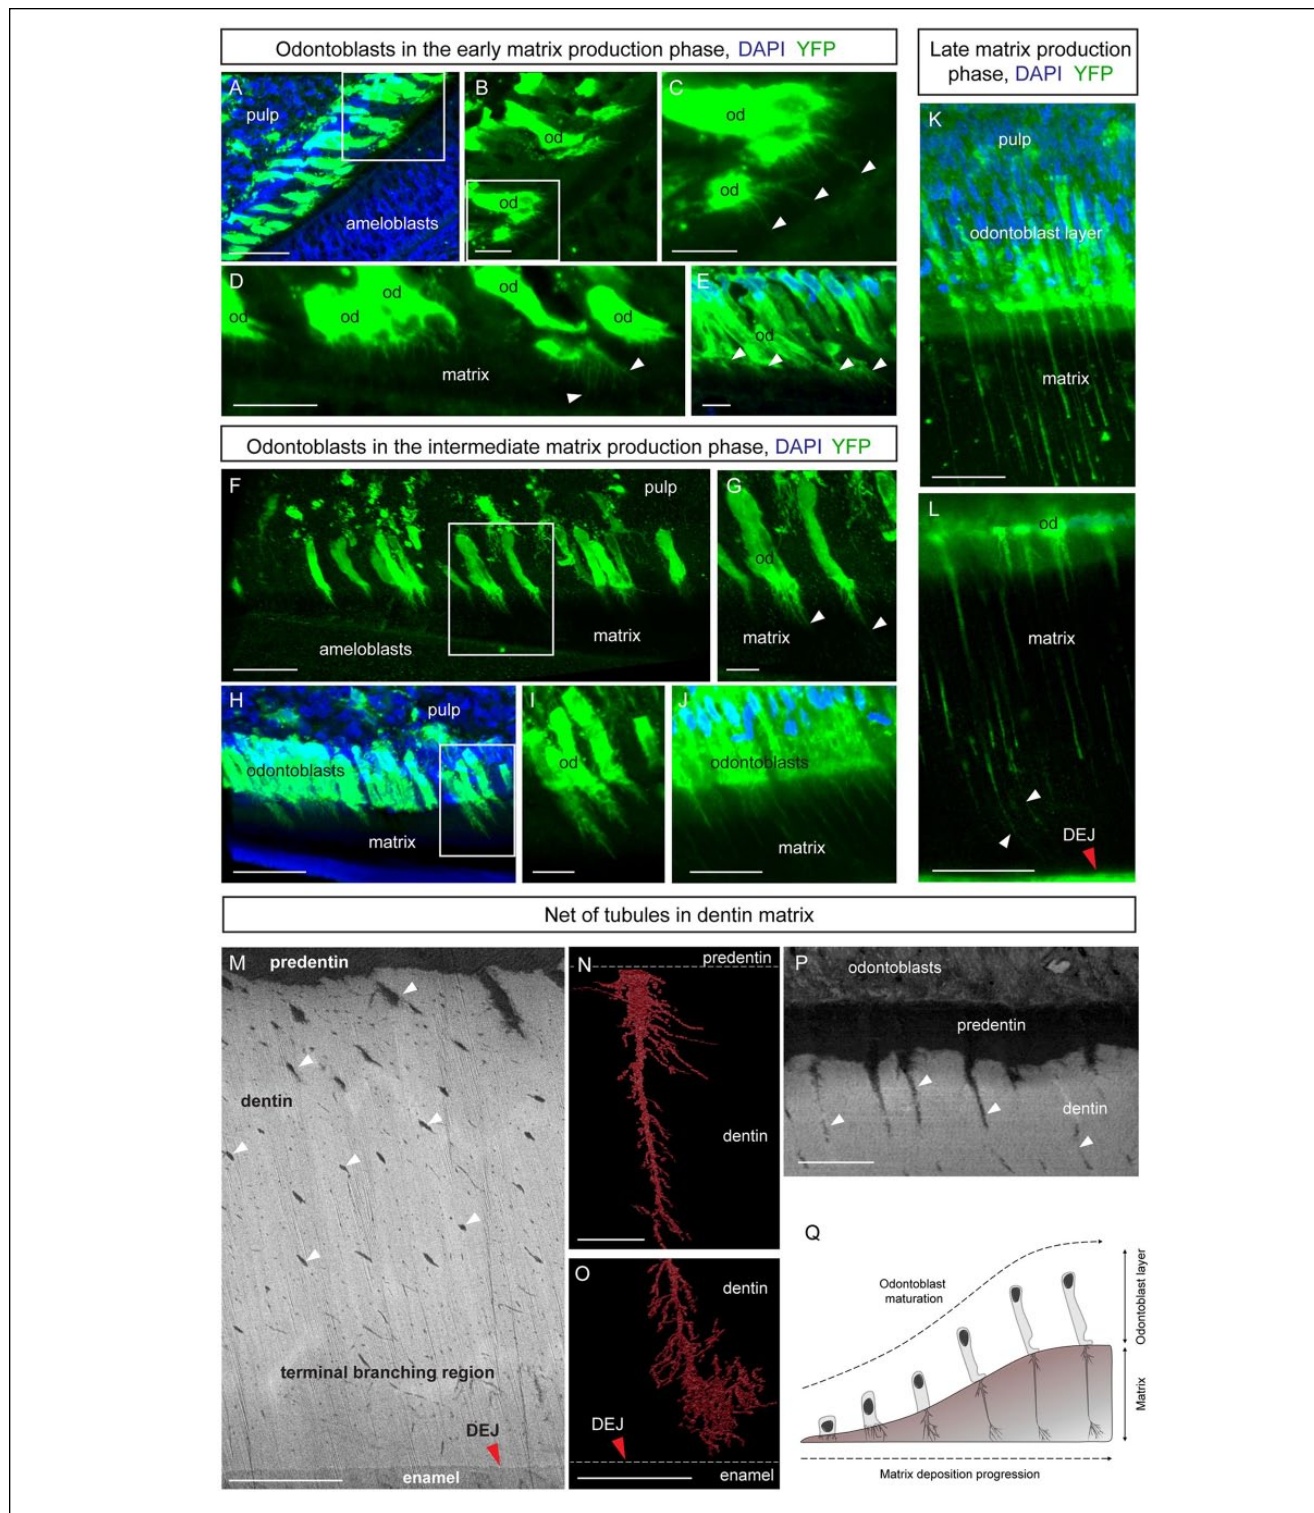 Odontoblasts in the early matrix production phase, DAPI YFP
A
pulp
ameloblasts
B
od
od
C
od
od
D
od
od
od
od
od
matrix
E
od
Odontoblasts in the intermediate matrix production phase, DAPI YFP
F
pulp
ameloblasts
matrix
G
od
matrix
H
pulp
odontoblasts
matrix
I
od
J
odontoblasts
matrix
Late matrix production
phase, DAPI YFP
K
pulp
odontoblast layer
matrix
L
od
matrix
DEJ
Net of tubules in dentin matrix
M
predentin
dentin
terminal branching region
DEJ
enamel
N
predentin
dentin
O
dentin
DEJ
enamel
P
odontoblasts
predentin
dentin
Q
Odontoblast
maturation
Odontoblast layer
Matrix
Matrix deposition progression